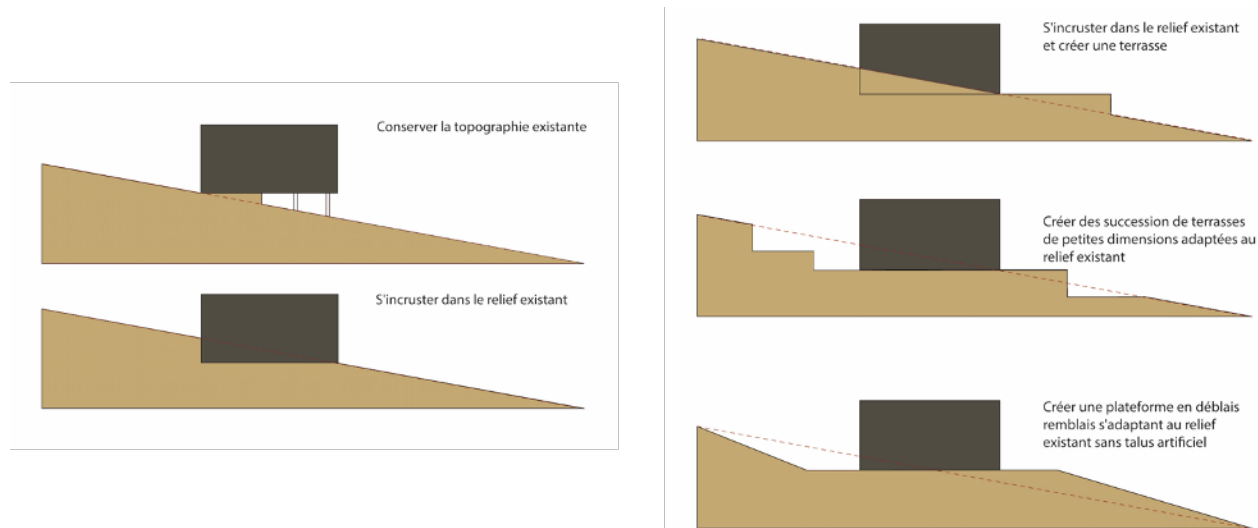 Conserver la topographie existante
S'incruster dans le relief existant
S'incruster dans le relief existant
et créer une terrasse
Créer des succession de terrasses
de petites dimensions adaptées au
relief existant
Créer une plateforme en déblais
remblais s'adaptant au relief
existant sans talus artificiel